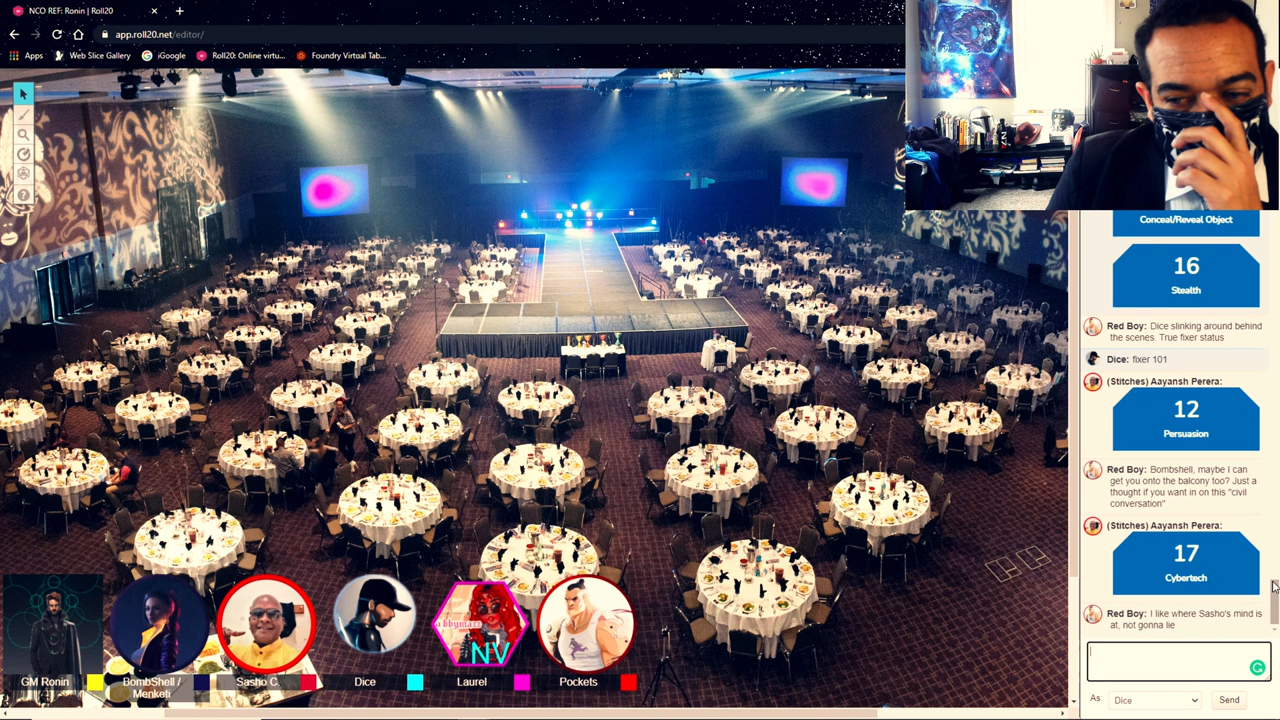 NCO REF: Ronin | Roll20
app.roll20.net/editor/
Apps
Web Slice Gallery
iGoogle
Roll20: Online virtu...
Foundry Virtual Tab...
Conceal/Reveal Object
16
Stealth
Red Boy: Dice slinking around behind
the scenes. True fixer status
Dice: fixer 101
(Stitches) Aayansh Perera:
12
Persuasion
Red Boy: Bombshell, maybe I can
get you onto the balcony too? Just a
thought if you want in on this "civil
conversation"
(Stitches) Aayansh Perera:
17
Cybertech
Red Boy: I like where Sasho's mind is
at, not gonna lie
As:
Dice
Send
NV
GM Ronin
BombShell /
Menketi
Sasho C.
Dice
Laurel
Pockets